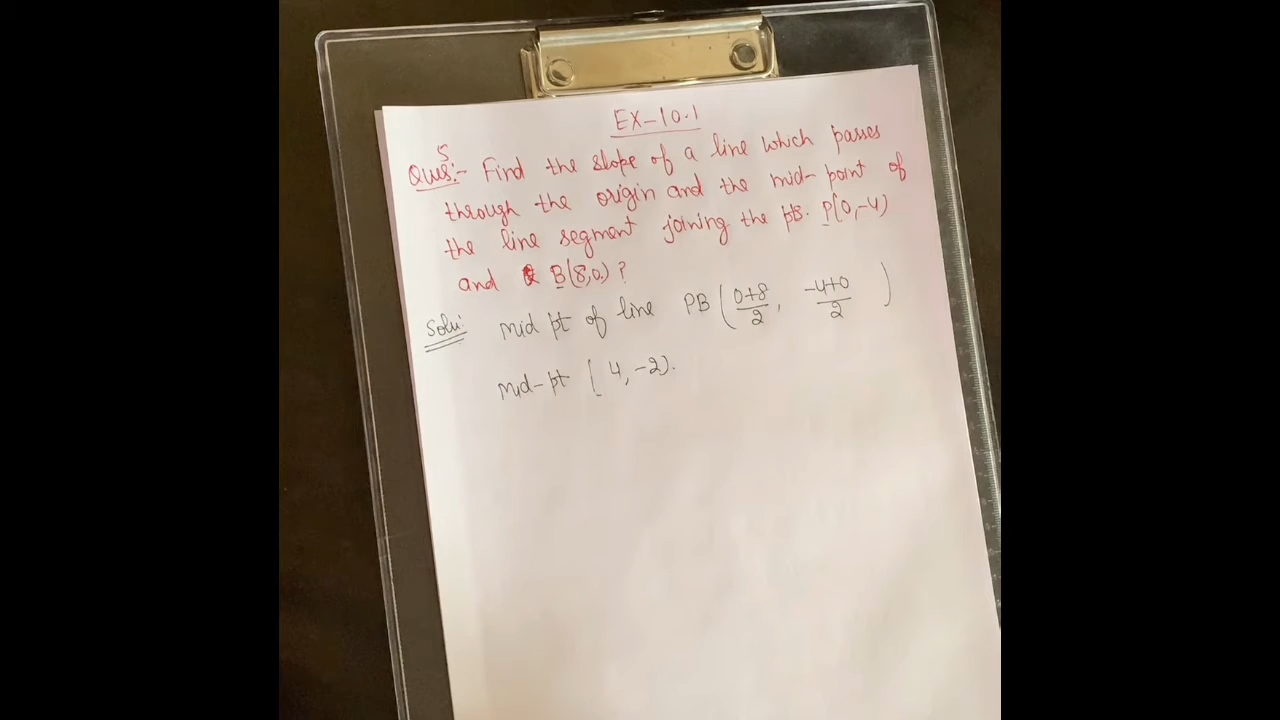 EX-10.1
5
Ques:- Find the slope of a line which passes
through the origin and the mid-point of
the line segment joining the pts. P(0,-4)
and B(8,0) ?
Solu: mid pt of line PB (0+8/2, -4+0/2)
mid-pt (4,-2).